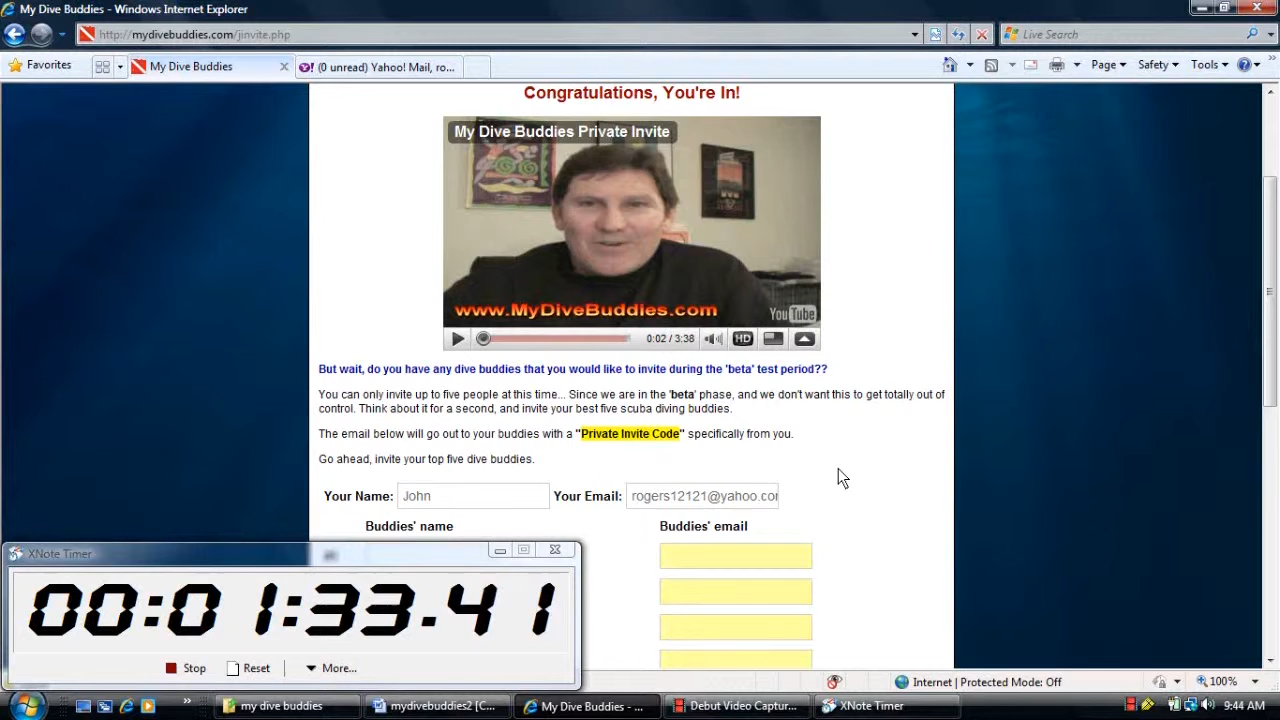 My Dive Buddies - Windows Internet Explorer
http://mydivebuddies.com/jinvite.php
Live Search
Favorites
My Dive Buddies
(0 unread) Yahoo! Mail, ro...
Page
Safety
Tools
Congratulations, You're In!
My Dive Buddies Private Invite
www.MyDiveBuddies.com
YouTube
0:02 / 3:38
HD
But wait, do you have any dive buddies that you would like to invite during the 'beta' test period??
You can only invite up to five people at this time... Since we are in the 'beta' phase, and we don't want this to get totally out of
control. Think about it for a second, and invite your best five scuba diving buddies.
The email below will go out to your buddies with a "Private Invite Code" specifically from you.
Go ahead, invite your top five dive buddies.
Your Name: John Your Email: rogers12121@yahoo.com
Buddies' name Buddies' email
XNote Timer
00:01:33.41
Stop
Reset
More...
Internet | Protected Mode: Off
100%
my dive buddies
mydivebuddies2 [C...
My Dive Buddies - ...
Debut Video Captur...
XNote Timer
9:44 AM